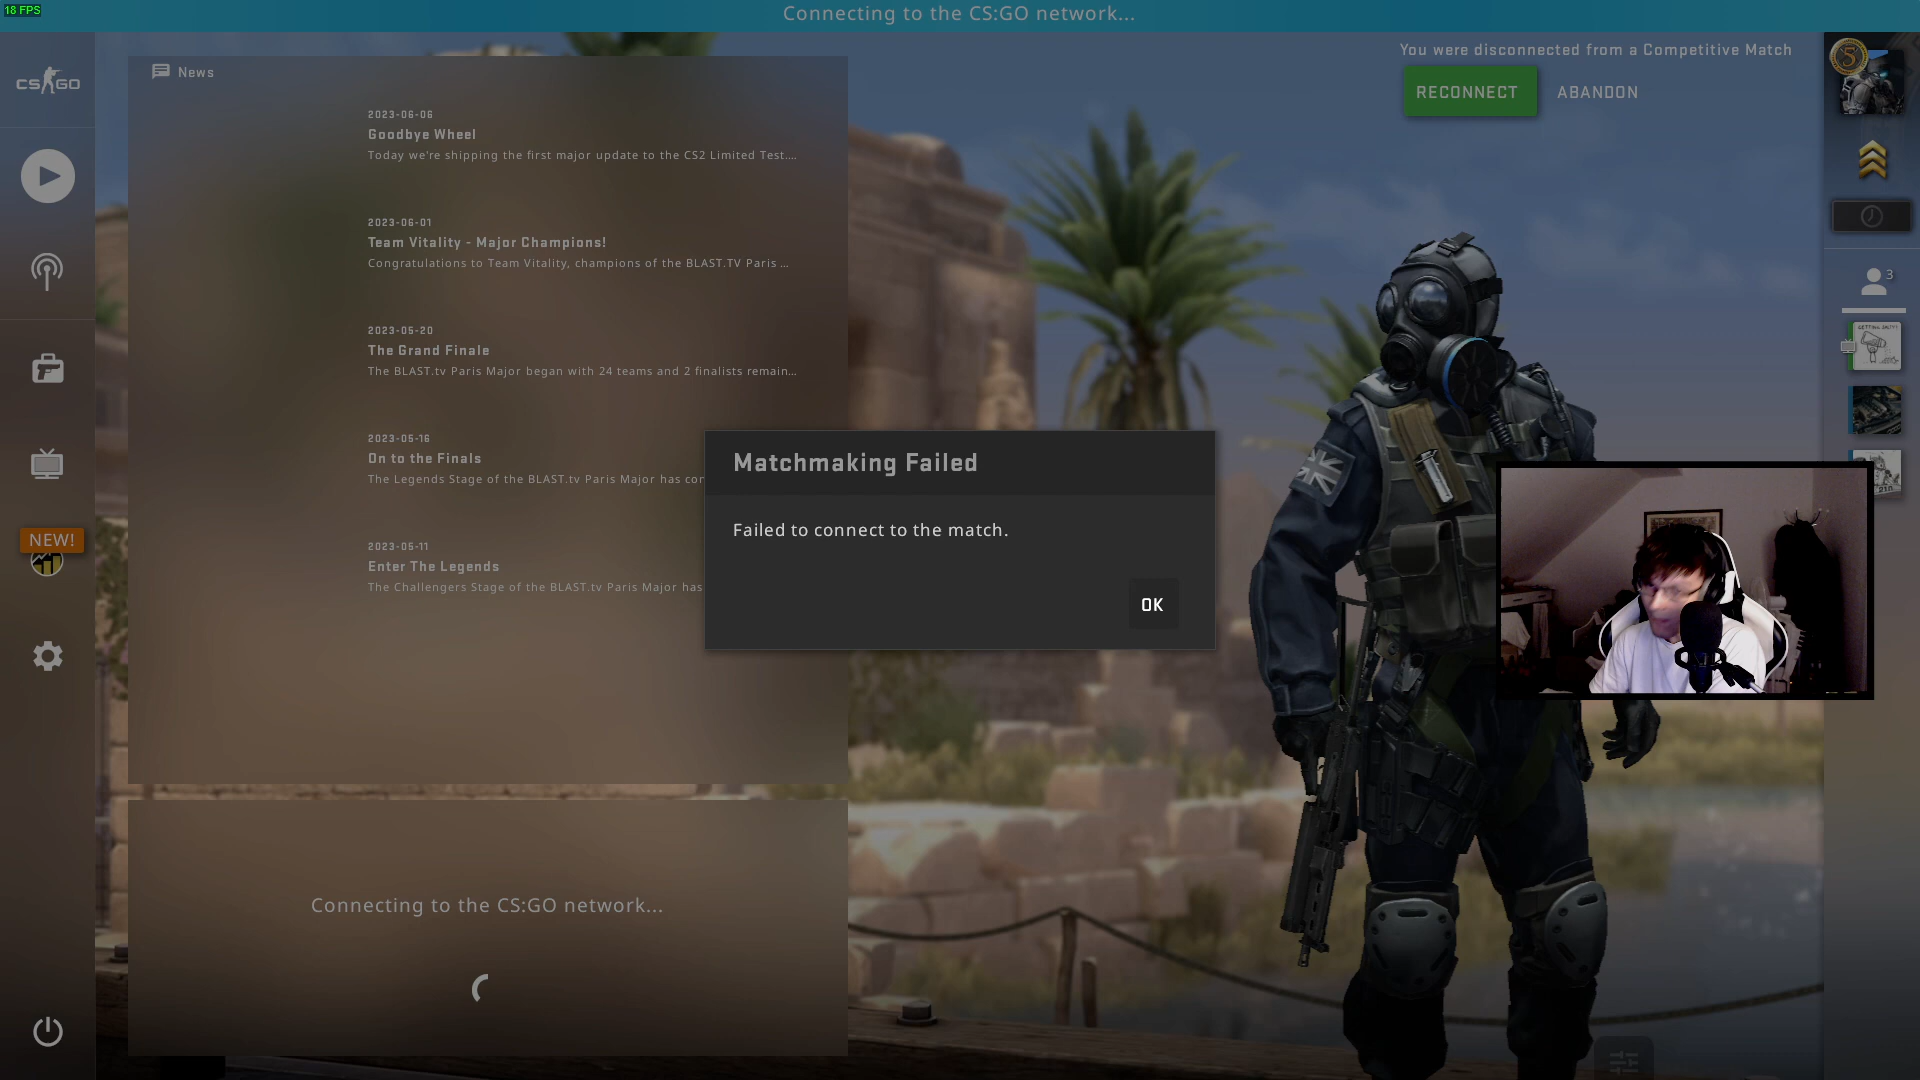 18 FPS
Connecting to the CS:GO network...
You were disconnected from a Competitive Match
RECONNECT
ABANDON
CS GO
News
2023-06-06
Goodbye Wheel
Today we're shipping the first major update to the CS2 Limited Test....
2023-06-01
Team Vitality - Major Champions!
Congratulations to Team Vitality, champions of the BLAST.TV Paris ...
2023-05-20
The Grand Finale
The BLAST.tv Paris Major began with 24 teams and 2 finalists remain...
2023-05-16
On to the Finals
The Legends Stage of the BLAST.tv Paris Major has con
2023-05-11
Enter The Legends
The Challengers Stage of the BLAST.tv Paris Major has
Matchmaking Failed
Failed to connect to the match.
OK
NEW!
5
3
GETTING SALTY?
210
Connecting to the CS:GO network...